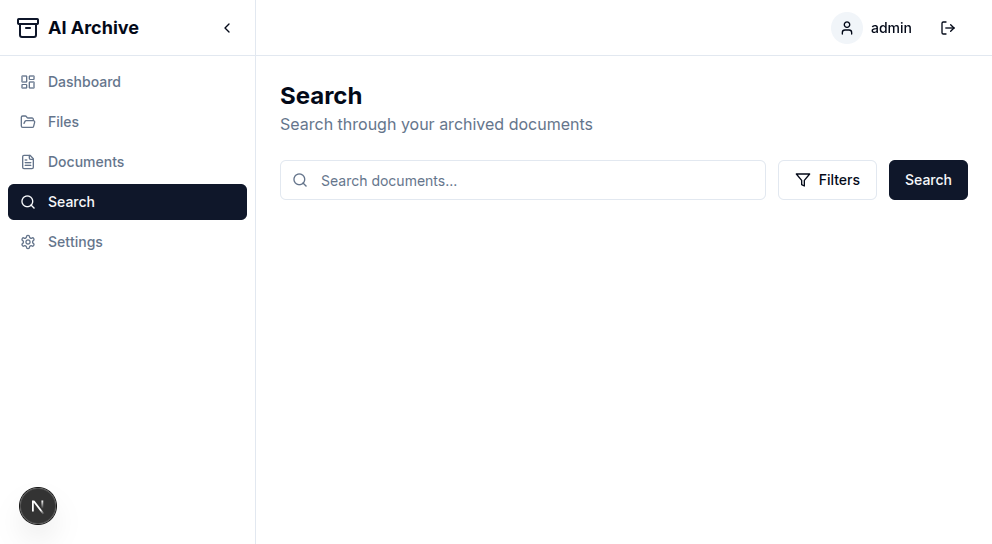 AI Archive
admin
Dashboard
Files
Documents
Search
Settings
Search
Search through your archived documents
Search documents...
Filters
Search
N